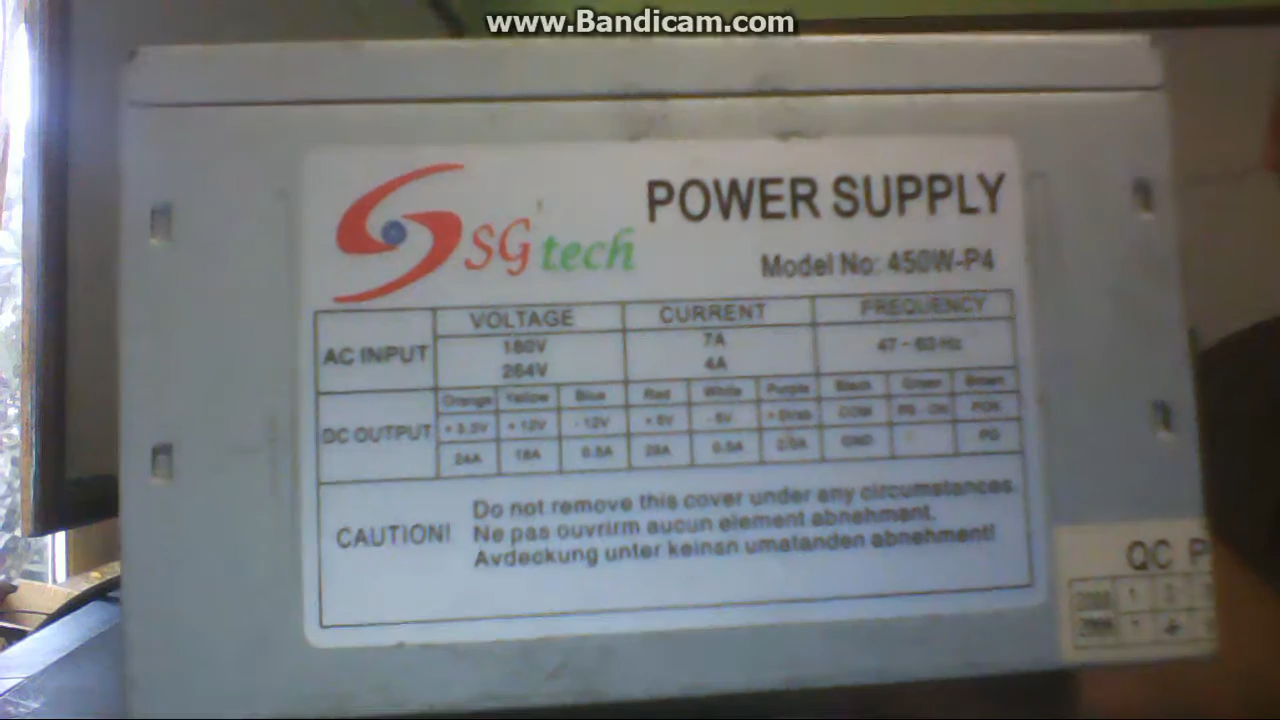 www.Bandicam.com
SG tech
POWER SUPPLY
Model No: 450W-P4
VOLTAGE CURRENT FREQUENCY
AC INPUT 180V 7A 47 - 63 Hz
264V 4A
Orange Yellow Blue Red White Purple Black Green Brown
DC OUTPUT + 3.3V + 12V - 12V + 5V - 5V COM PS - ON
24A 18A 0.5A 28A 0.5A 2.0A GND PG
CAUTION! Do not remove this cover under any circumstances.
Ne pas ouvrirm aucun element abnehmant.
Avdeckung unter keinsn umatanden abnehment!
QC P